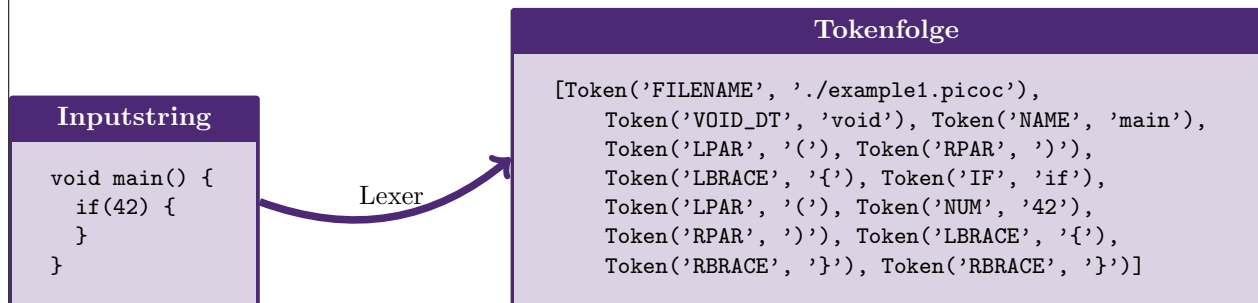 Inputstring
void main() {
  if(42) {
  }
}
Lexer
Tokenfolge
[Token(’FILENAME’, ’./example1.picoc’),
    Token(’VOID_DT’, ’void’), Token(’NAME’, ’main’),
    Token(’LPAR’, ’(’), Token(’RPAR’, ’)’),
    Token(’LBRACE’, ’{’), Token(’IF’, ’if’),
    Token(’LPAR’, ’(’), Token(’NUM’, ’42’),
    Token(’RPAR’, ’)’), Token(’LBRACE’, ’{’),
    Token(’RBRACE’, ’}’), Token(’RBRACE’, ’}’)]